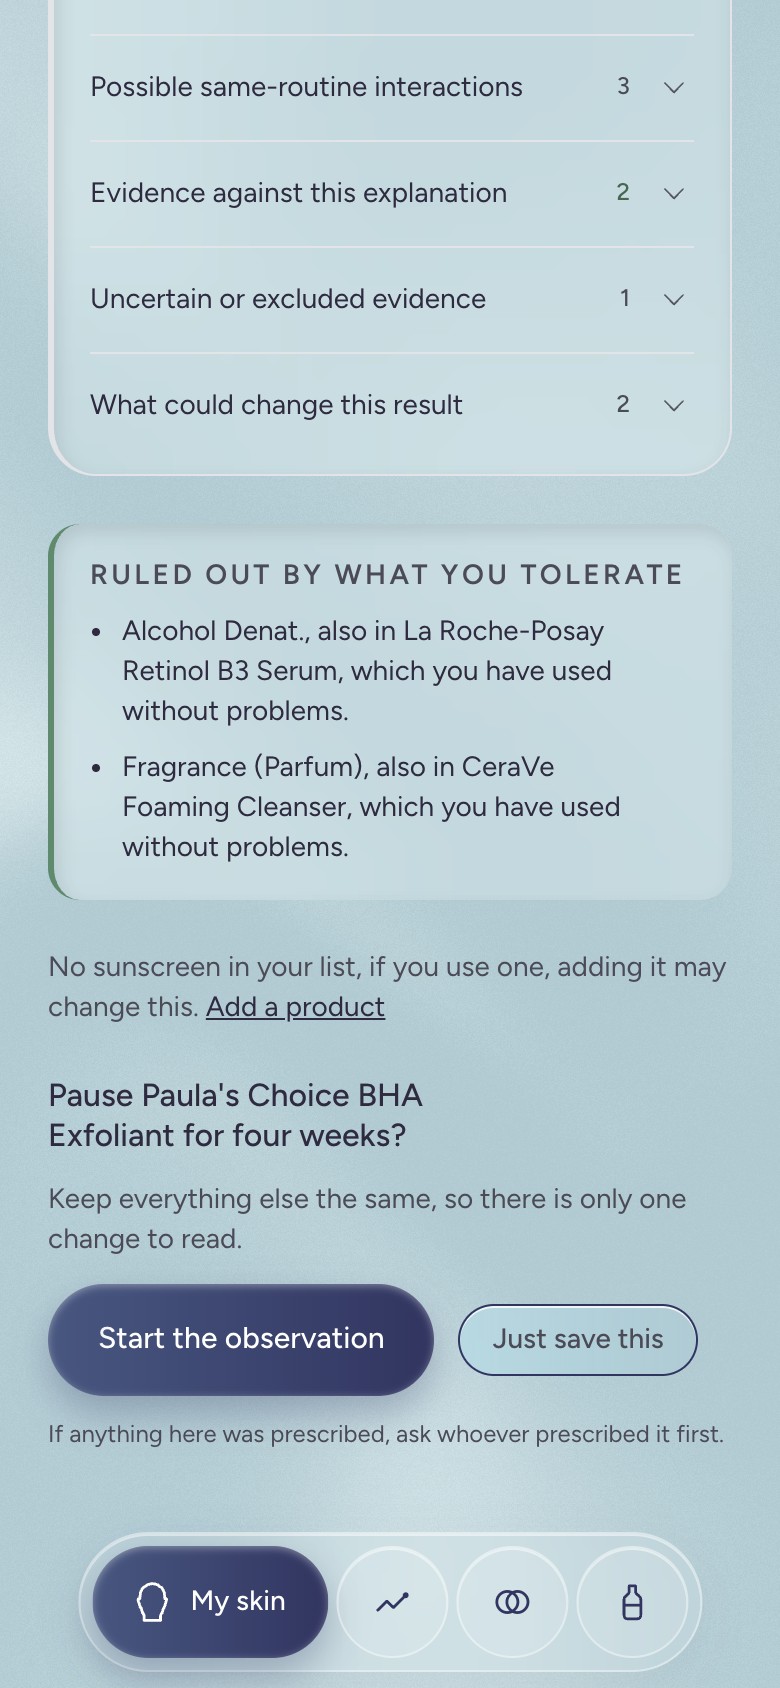 Possible same-routine interactions 3
Evidence against this explanation 2
Uncertain or excluded evidence 1
What could change this result 2
RULED OUT BY WHAT YOU TOLERATE
• Alcohol Denat., also in La Roche-Posay
Retinol B3 Serum, which you have used
without problems.
• Fragrance (Parfum), also in CeraVe
Foaming Cleanser, which you have used
without problems.
No sunscreen in your list, if you use one, adding it may
change this. Add a product
Pause Paula's Choice BHA
Exfoliant for four weeks?
Keep everything else the same, so there is only one
change to read.
Start the observation Just save this
If anything here was prescribed, ask whoever prescribed it first.
My skin